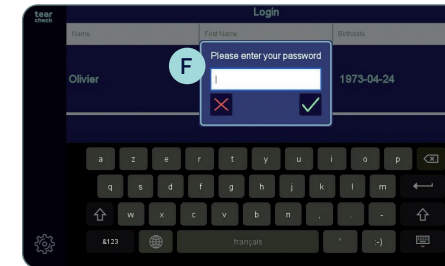 tear
check
Login
Name First Name Birthdate
F
Please enter your password
Olivier 1973-04-24
a z e r t y u i o p
q s d f g h j k l m
w x c v b n , . -
&123 français ' :-)